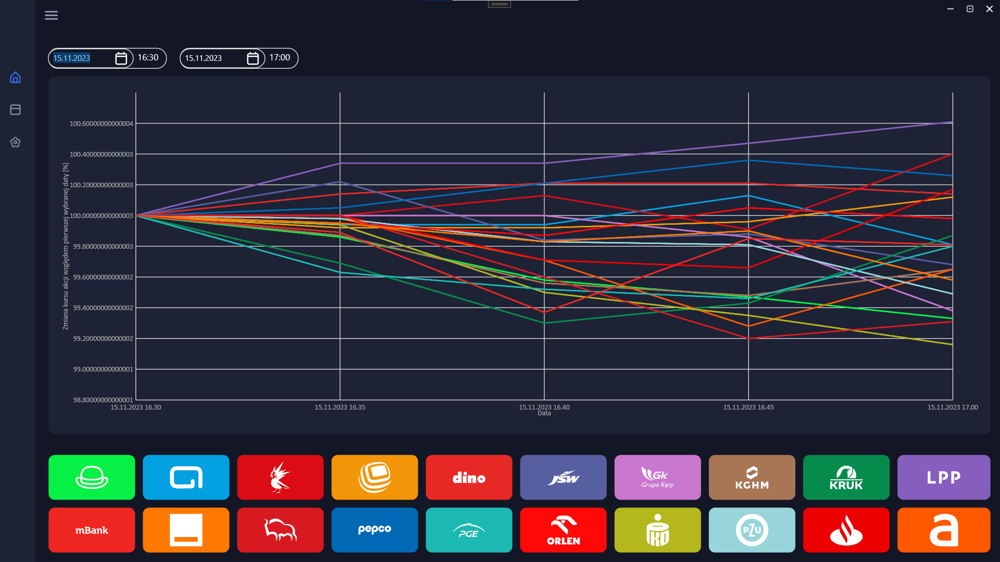 15.11.2023 16:30 15.11.2023 17:00
100.60000000000004
100.40000000000003
100.20000000000003
100.00000000000003
99.80000000000003
99.60000000000002
99.40000000000002
99.20000000000002
99.00000000000001
98.80000000000001
Zmiana kursu akcji względem pierwszej wybranej daty [%]
15.11.2023 16.30 15.11.2023 16.35 15.11.2023 16.40 15.11.2023 16.45 15.11.2023 17.00
Data
dino JSW Gk KGHM KRUK LPP
Grupa Kęty
mBank pepco PGE ORLEN PKO PZU a